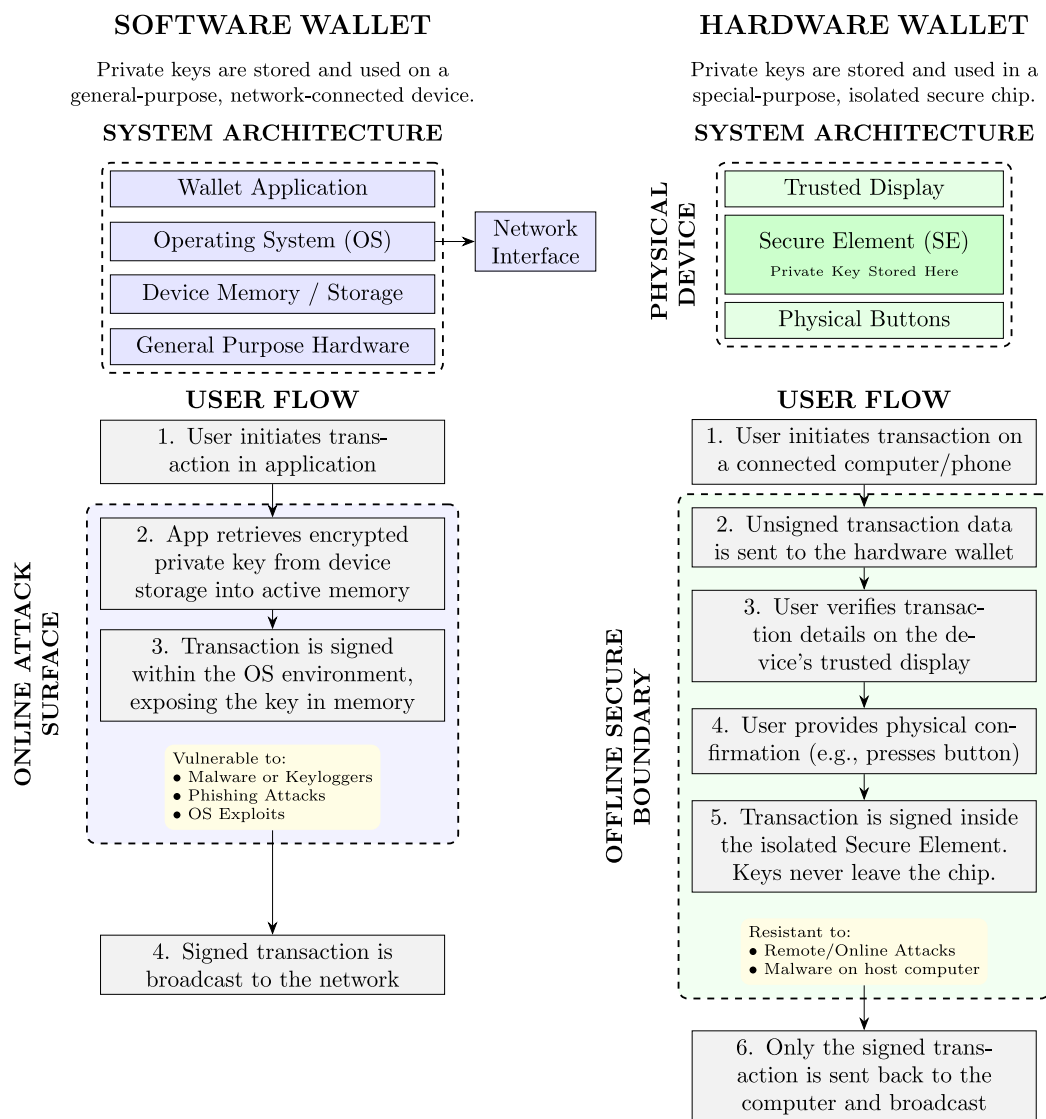 SOFTWARE WALLET
Private keys are stored and used on a
general-purpose, network-connected device.
SYSTEM ARCHITECTURE
Wallet Application
Operating System (OS)
Device Memory / Storage
General Purpose Hardware
Network
Interface
USER FLOW
1. User initiates trans-
action in application
ONLINE ATTACK
SURFACE
2. App retrieves encrypted
private key from device
storage into active memory
3. Transaction is signed
within the OS environment,
exposing the key in memory
Vulnerable to:
• Malware or Keyloggers
• Phishing Attacks
• OS Exploits
4. Signed transaction is
broadcast to the network
HARDWARE WALLET
Private keys are stored and used in a
special-purpose, isolated secure chip.
SYSTEM ARCHITECTURE
PHYSICAL
DEVICE
Trusted Display
Secure Element (SE)
Private Key Stored Here
Physical Buttons
USER FLOW
1. User initiates transaction on
a connected computer/phone
OFFLINE SECURE
BOUNDARY
2. Unsigned transaction data
is sent to the hardware wallet
3. User verifies transac-
tion details on the de-
vice's trusted display
4. User provides physical con-
firmation (e.g., presses button)
5. Transaction is signed inside
the isolated Secure Element.
Keys never leave the chip.
Resistant to:
• Remote/Online Attacks
• Malware on host computer
6. Only the signed trans-
action is sent back to the
computer and broadcast